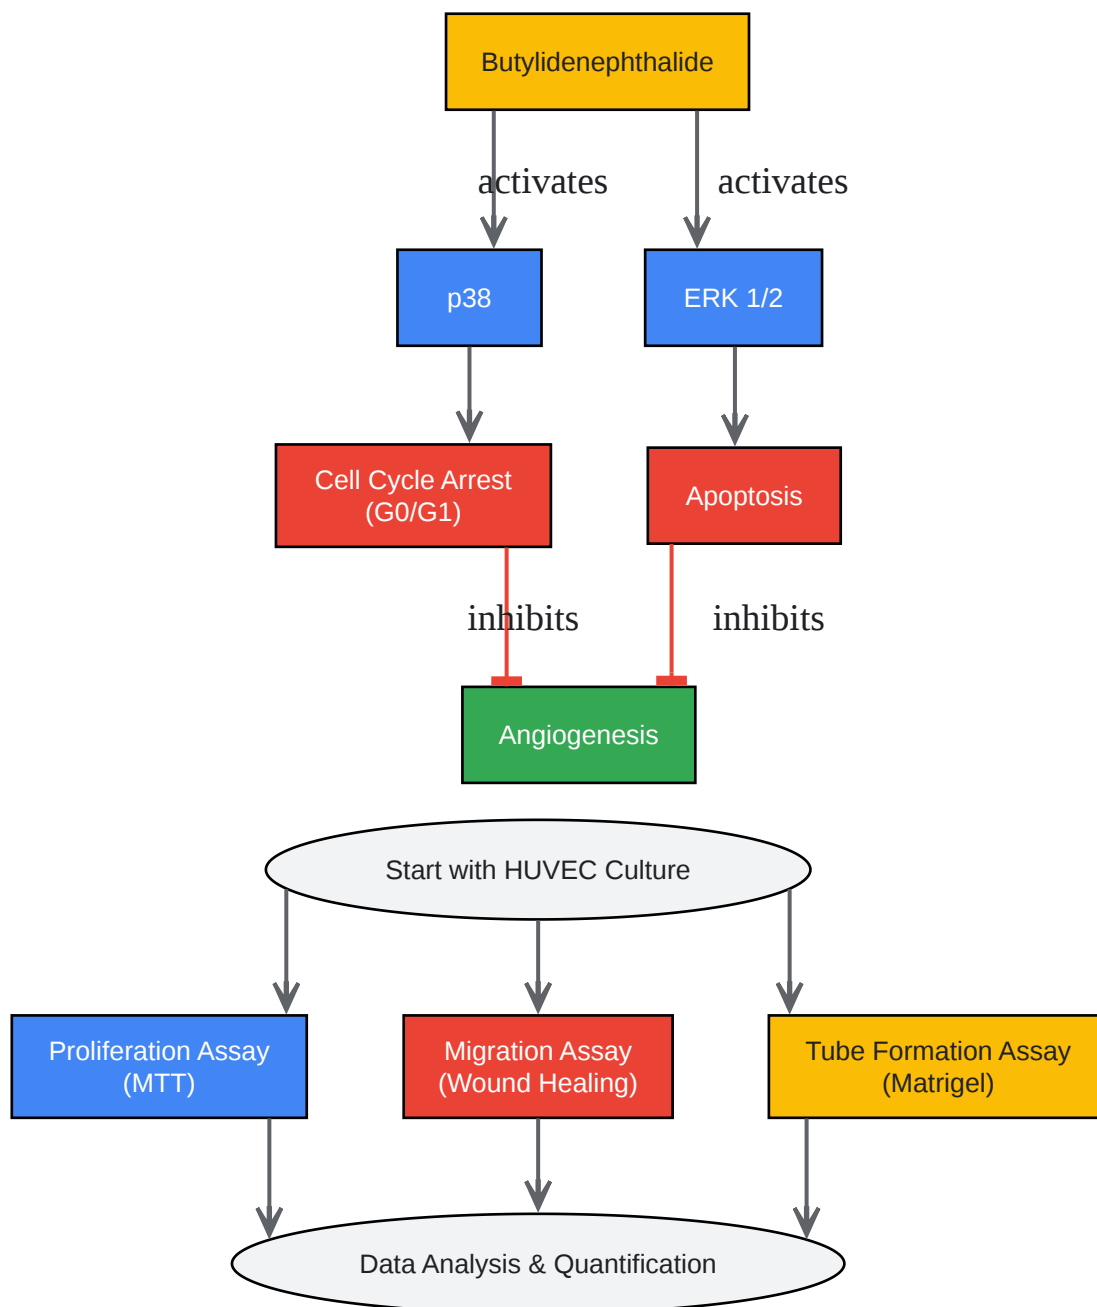 Butylidenephthalide
activates
activates
p38
ERK 1/2
Cell Cycle Arrest
(G0/G1)
Apoptosis
inhibits
inhibits
Angiogenesis
Start with HUVEC Culture
Proliferation Assay
(MTT)
Migration Assay
(Wound Healing)
Tube Formation Assay
(Matrigel)
Data Analysis & Quantification